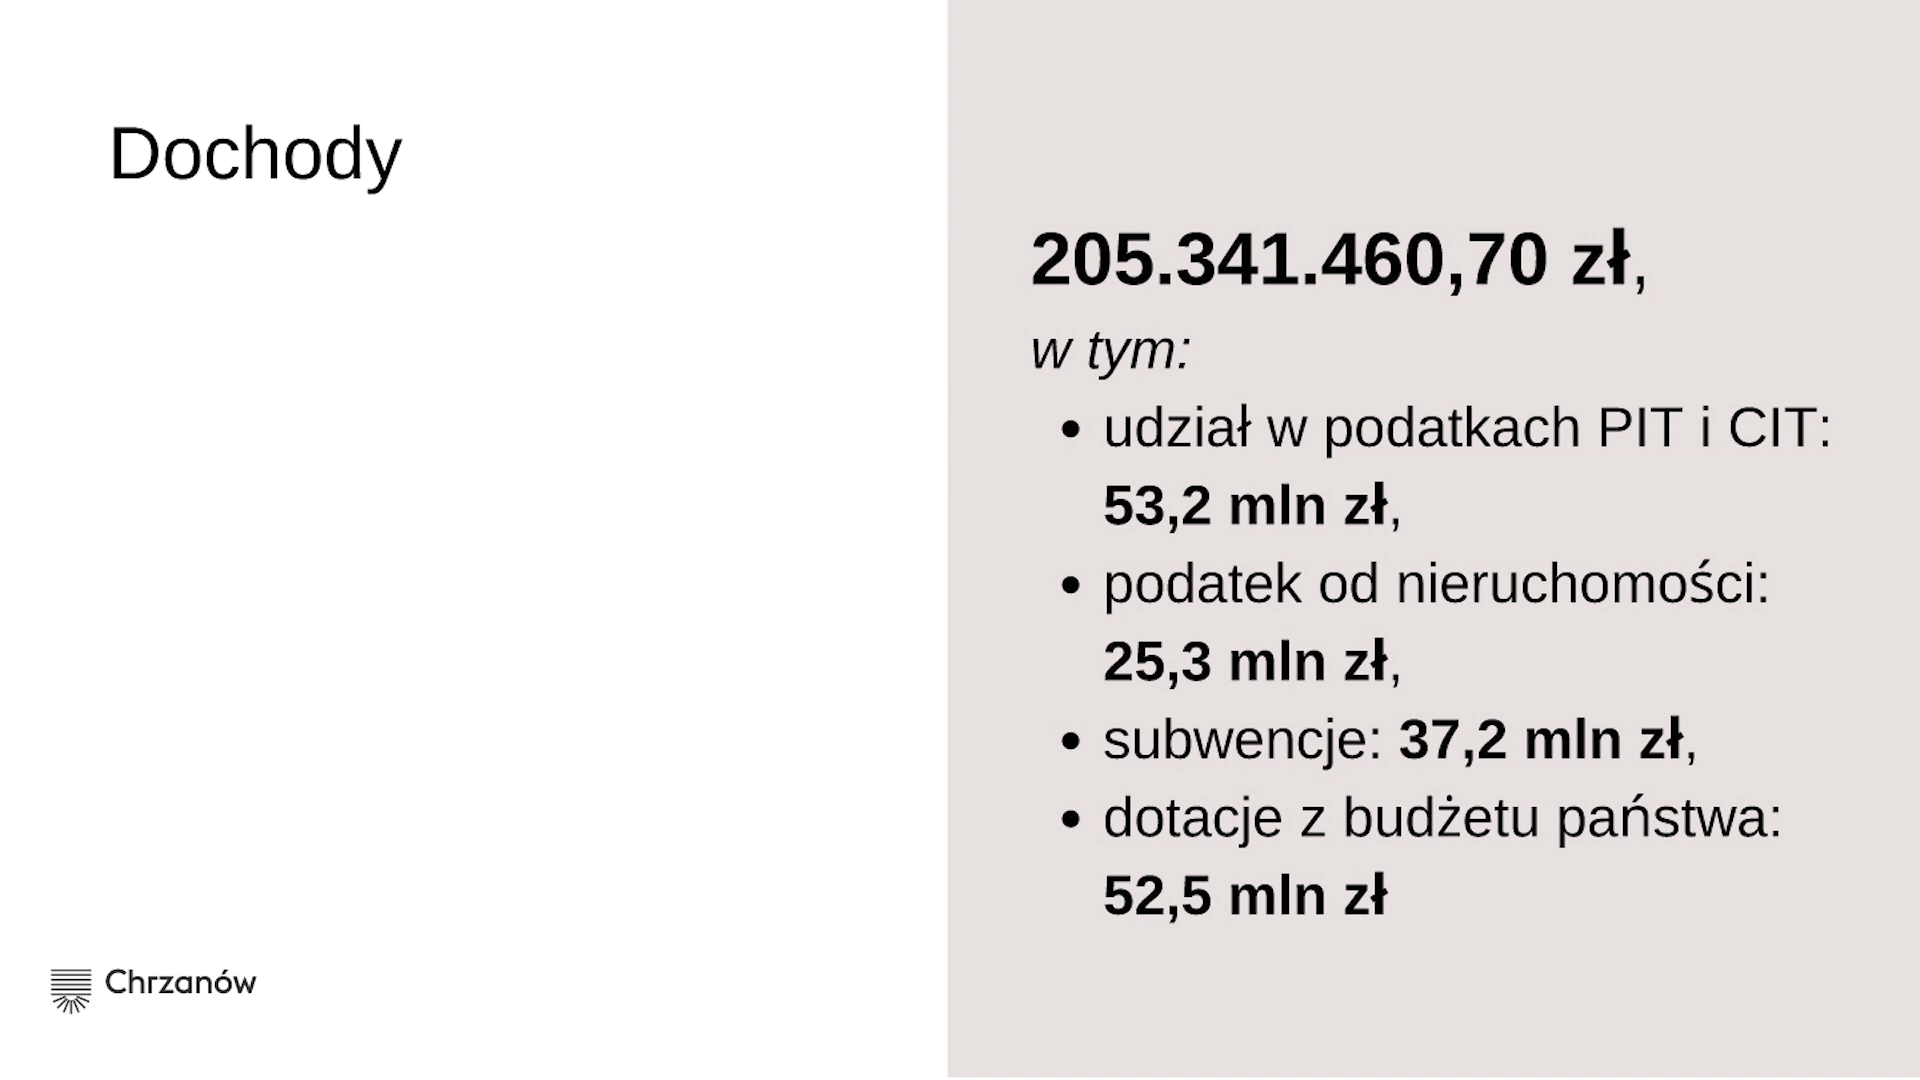 Dochody
205.341.460,70 zł,
w tym:
• udział w podatkach PIT i CIT:
53,2 mln zł,
• podatek od nieruchomości:
25,3 mln zł,
• subwencje: 37,2 mln zł,
• dotacje z budżetu państwa:
52,5 mln zł
Chrzanów